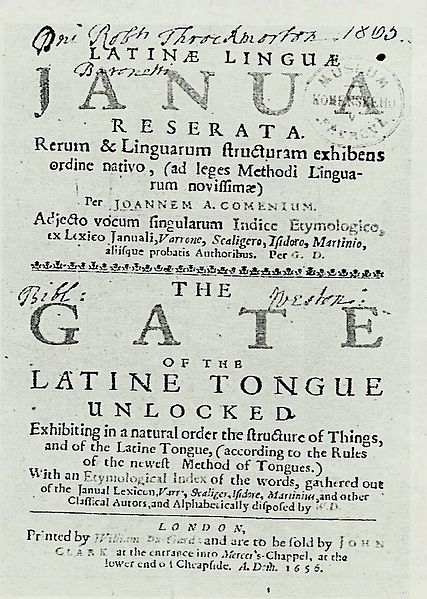 Dni Robti Throckmorton 1805.
LATINÆ LINGUÆ
Baronetti
JANUA
RESERATA.
Rerum & Linguarum structuram exhibens
ordine nativo, (ad leges Methodi Lingua-
rum novissimæ)
Per JOANNEM A. COMENIUM.
Adjecto vocum singularum Indice Etymologico,
ex Lexico Januali, Varrone, Scaligero, Isidoro, Martinio,
aliisque probatis Authoribus. Per G. D.
MUSEUM
KOMENSKÉHO
Bibl: Weston:
THE
GATE
OF THE
LATINE TONGUE
UNLOCKED.
Exhibiting in a natural order the structure of Things,
and of the Latine Tongue, (according to the Rules
of the newest Method of Tongues.)
With an Etymological Index of the words, gathered out
of the Janual Lexicon, Varr., Scaliger, Isidore, Martinius, and other
Classical Autors, and Alphabetically disposed by W.D.
LONDON,
Printed by William Du-Gard: and are to be sold by JOHN
CLARK at the entrance into Mercer's-Chappel, at the
lower end of Cheapside. A. Dom. 1656.